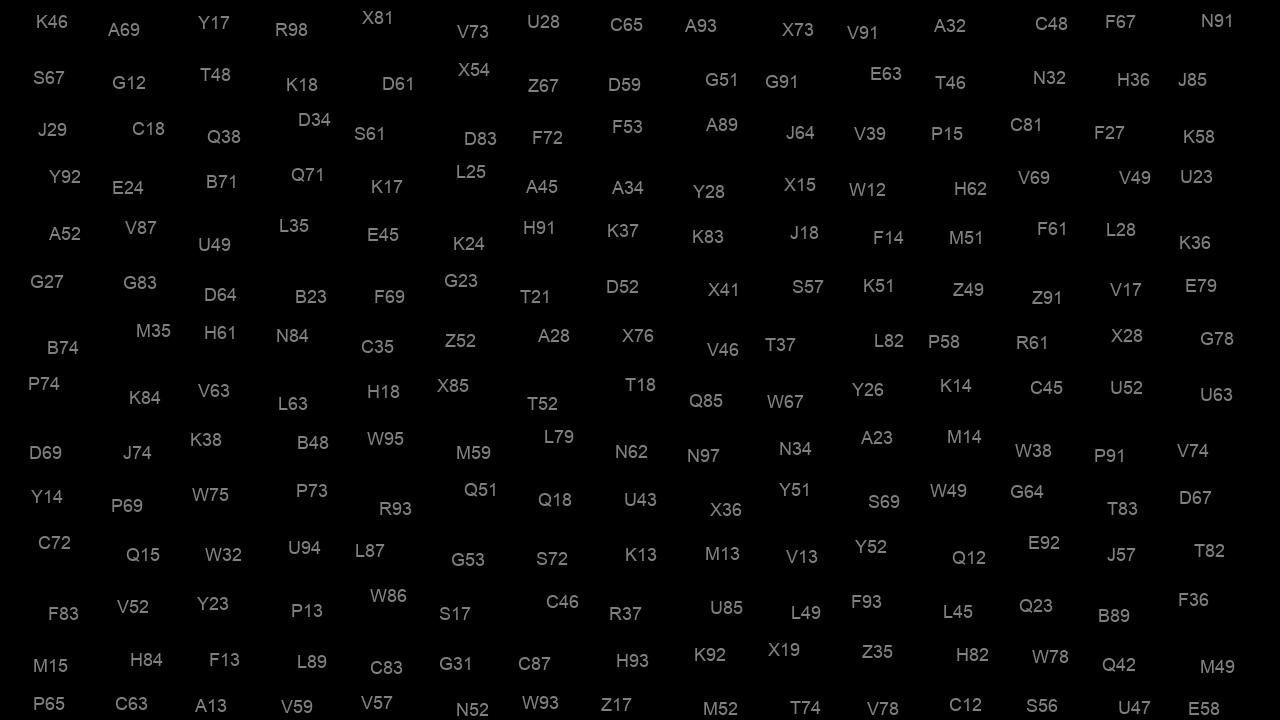 K46 A69 Y17 R98 X81 V73 U28 C65 A93 X73 V91 A32 C48 F67 N91
S67 G12 T48 K18 D61 X54 Z67 D59 G51 G91 E63 T46 N32 H36 J85
J29 C18 Q38 D34 S61 D83 F72 F53 A89 J64 V39 P15 C81 F27 K58
Y92 E24 B71 Q71 K17 L25 A45 A34 Y28 X15 W12 H62 V69 V49 U23
A52 V87 U49 L35 E45 K24 H91 K37 K83 J18 F14 M51 F61 L28 K36
G27 G83 D64 B23 F69 G23 T21 D52 X41 S57 K51 Z49 Z91 V17 E79
B74 M35 H61 N84 C35 Z52 A28 X76 V46 T37 L82 P58 R61 X28 G78
P74 K84 V63 L63 H18 X85 T52 T18 Q85 W67 Y26 K14 C45 U52 U63
D69 J74 K38 B48 W95 M59 L79 N62 N97 N34 A23 M14 W38 P91 V74
Y14 P69 W75 P73 R93 Q51 Q18 U43 X36 Y51 S69 W49 G64 T83 D67
C72 Q15 W32 U94 L87 G53 S72 K13 M13 V13 Y52 Q12 E92 J57 T82
F83 V52 Y23 P13 W86 S17 C46 R37 U85 L49 F93 L45 Q23 B89 F36
M15 H84 F13 L89 C83 G31 C87 H93 K92 X19 Z35 H82 W78 Q42 M49
P65 C63 A13 V59 V57 N52 W93 Z17 M52 T74 V78 C12 S56 U47 E58